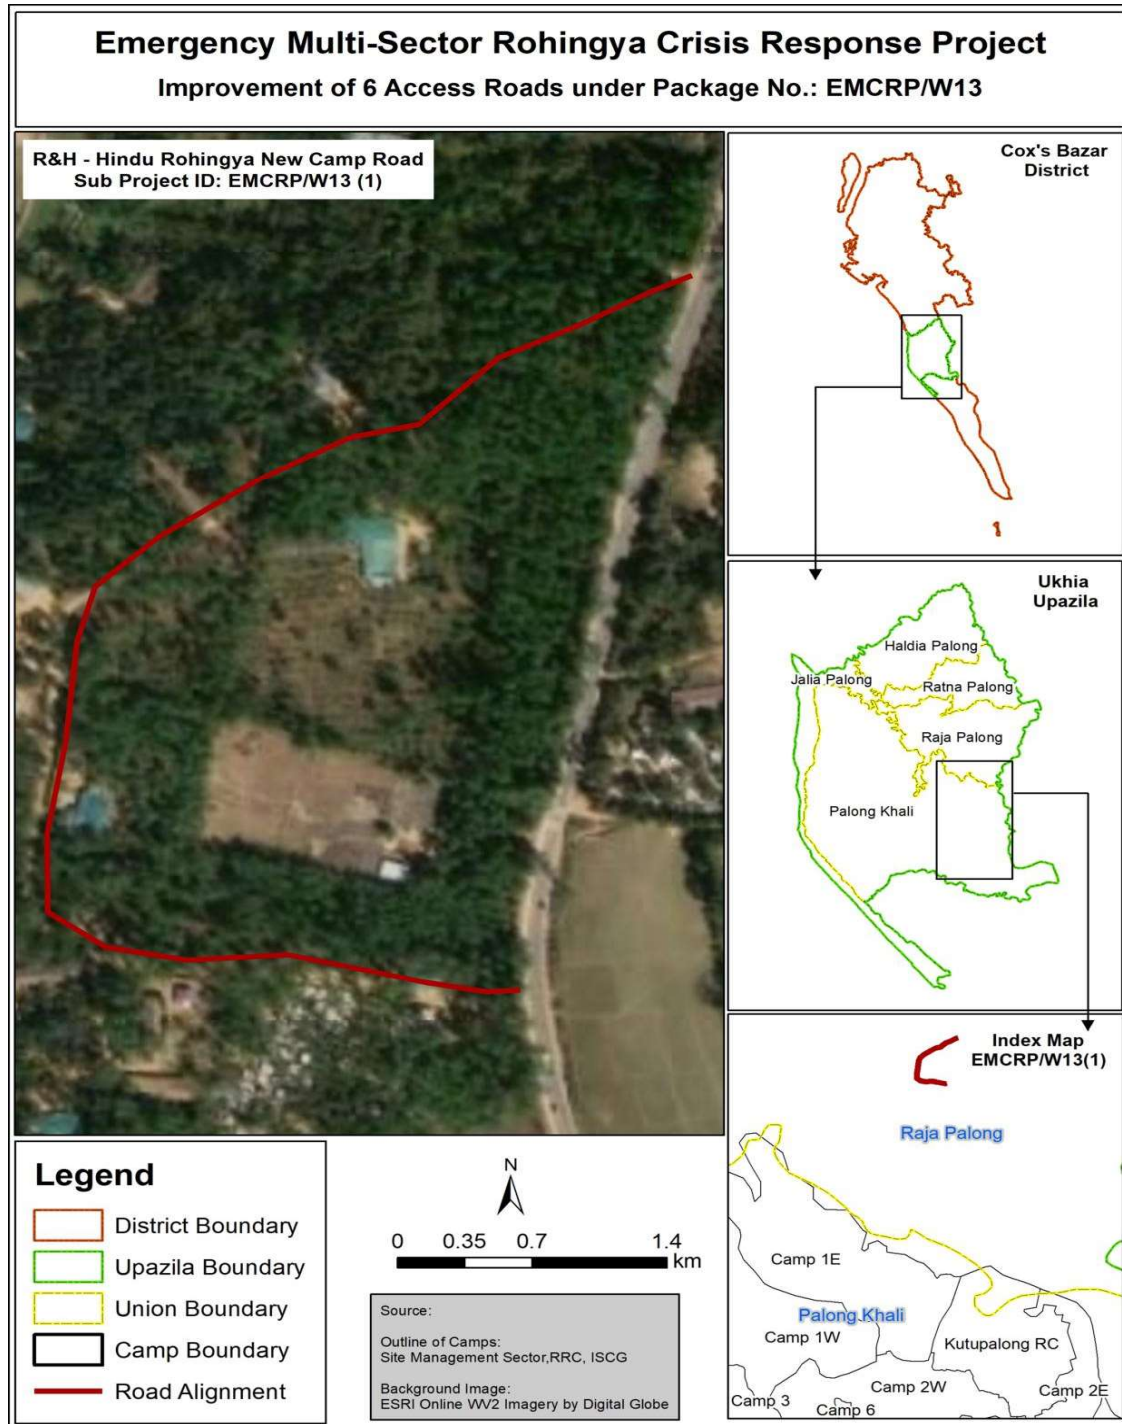 Emergency Multi-Sector Rohingya Crisis Response Project
Improvement of 6 Access Roads under Package No.: EMCRP/W13
R&H - Hindu Rohingya New Camp Road
Sub Project ID: EMCRP/W13 (1)
Cox's Bazar
District
Ukhia
Upazila
Haldia Palong
Jalia Palong
Ratna Palong
Raja Palong
Palong Khali
Index Map
EMCRP/W13(1)
Raja Palong
Camp 1E
Palong Khali
Camp 1W
Kutupalong RC
Camp 2W
Camp 3
Camp 6
Camp 2E
Legend
District Boundary
Upazila Boundary
Union Boundary
Camp Boundary
Road Alignment
N
0 0.35 0.7 1.4
km
Source:
Outline of Camps:
Site Management Sector,RRC, ISCG
Background Image:
ESRI Online WV2 Imagery by Digital Globe